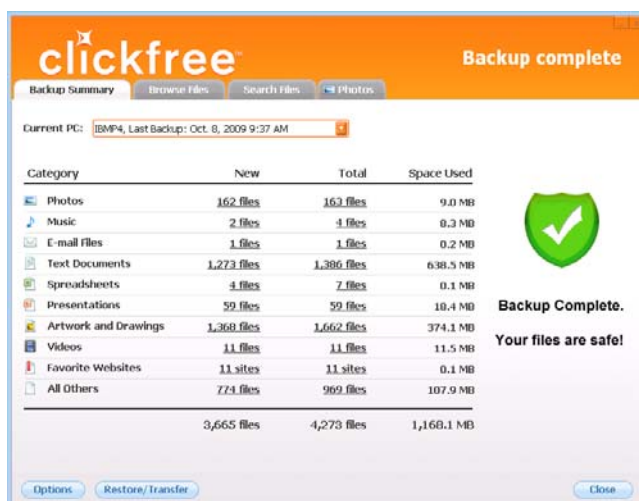 clickfree™
Backup complete
Backup Summary Browse Files Search Files Photos
Current PC: IBMP4, Last Backup: Oct. 8, 2009 9:37 AM
Category New Total Space Used
Photos 162 files 163 files 9.0 MB
Music 2 files 4 files 8.3 MB
E-mail Files 1 files 1 files 0.2 MB
Text Documents 1,273 files 1,386 files 638.5 MB
Spreadsheets 4 files 7 files 0.1 MB
Presentations 59 files 59 files 18.4 MB
Artwork and Drawings 1,368 files 1,662 files 374.1 MB
Videos 11 files 11 files 11.5 MB
Favorite Websites 11 sites 11 sites 0.1 MB
All Others 774 files 969 files 107.9 MB
3,665 files 4,273 files 1,168.1 MB
Backup Complete.
Your files are safe!
Options Restore/Transfer Close